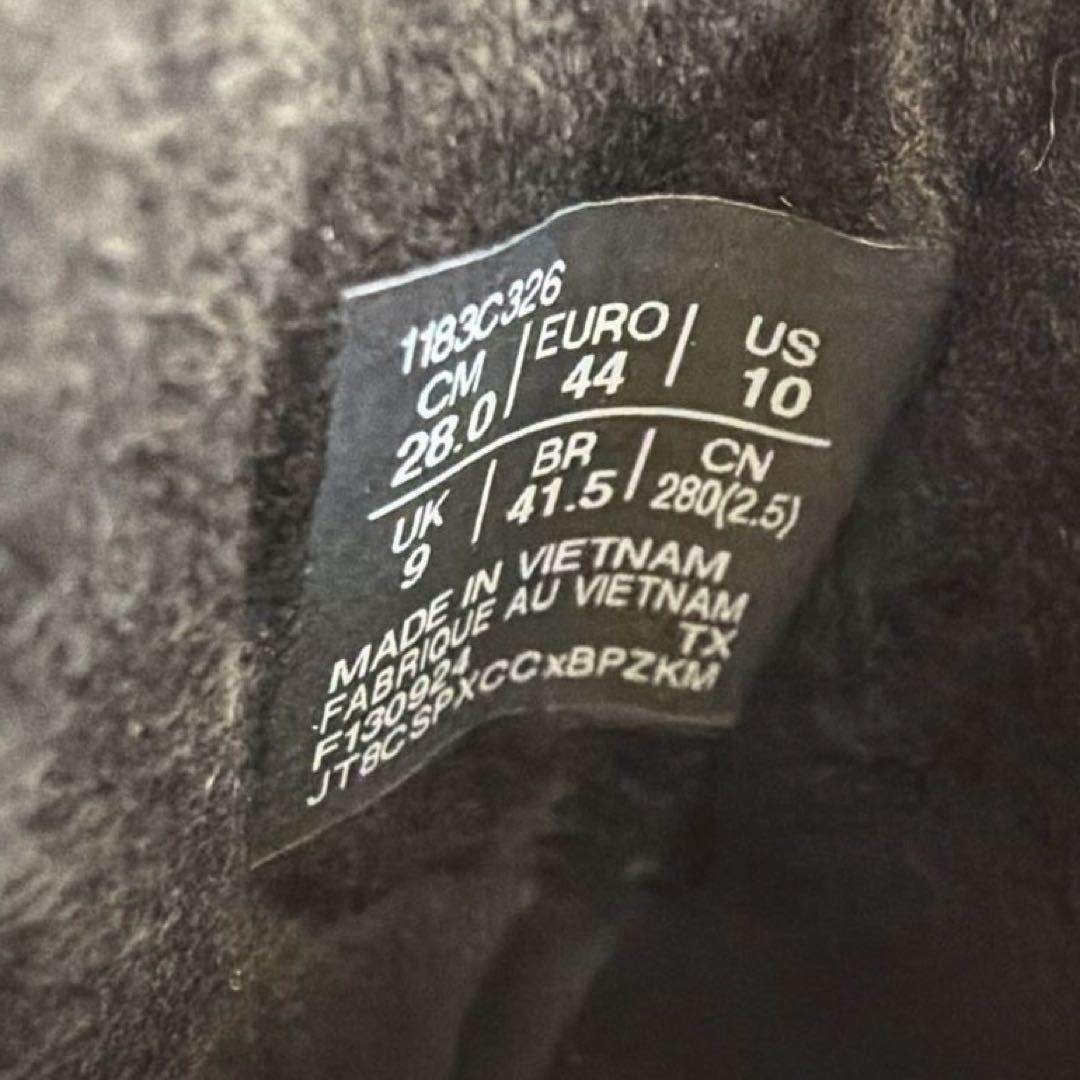 1183C326
CM / EURO / US
28.0 / 44 / 10
UK / BR / CN
9 / 41.5 / 280(2.5)
MADE IN VIETNAM
FABRIQUE AU VIETNAM
F130924 TX
JT8CSPXCCxBPZKM